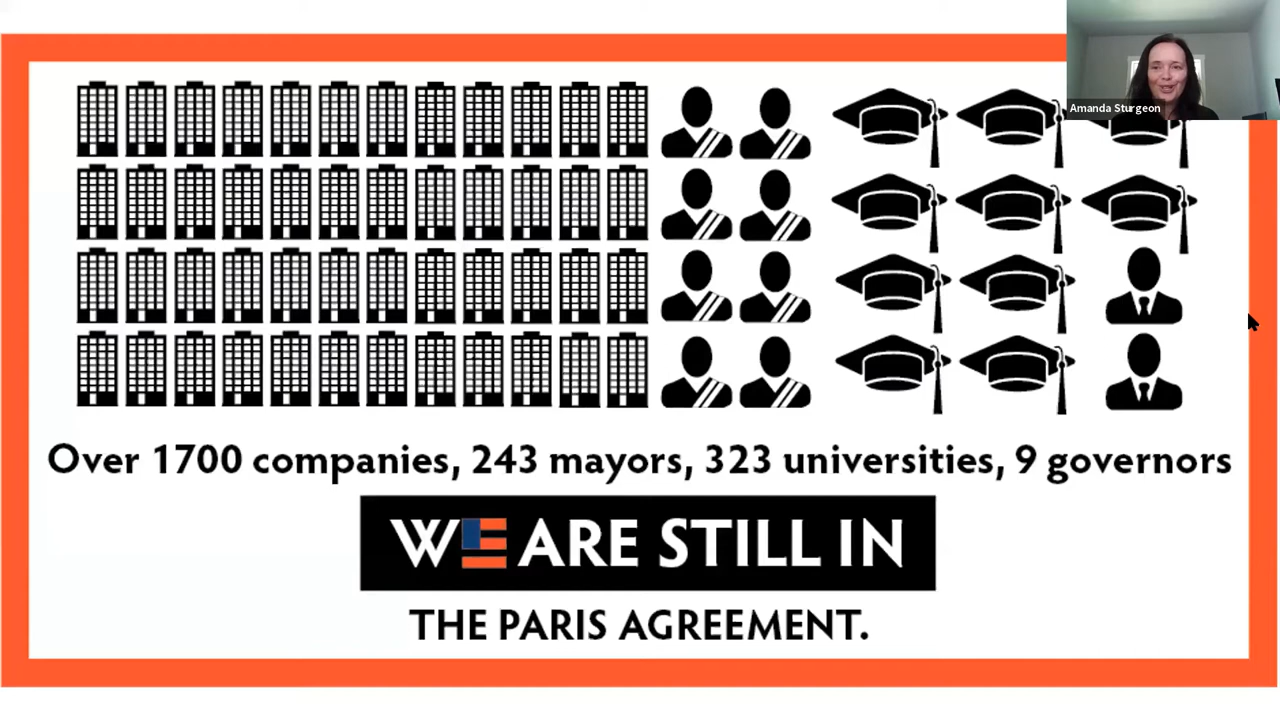 Amanda Sturgeon
Over 1700 companies, 243 mayors, 323 universities, 9 governors
WE ARE STILL IN
THE PARIS AGREEMENT.